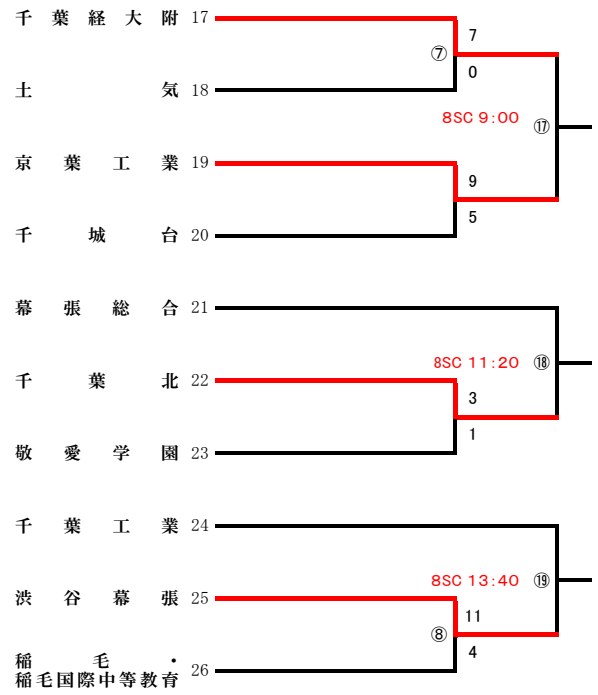 千葉経大附 17
7
⑦
0
土気 18
8SC 9:00 ⑰
京葉工業 19
9
5
千城台 20
幕張総合 21
8SC 11:20 ⑱
千葉北 22
3
1
敬愛学園 23
千葉工業 24
8SC 13:40 ⑲
渋谷幕張 25
11
⑧
4
稲毛・
稲毛国際中等教育 26